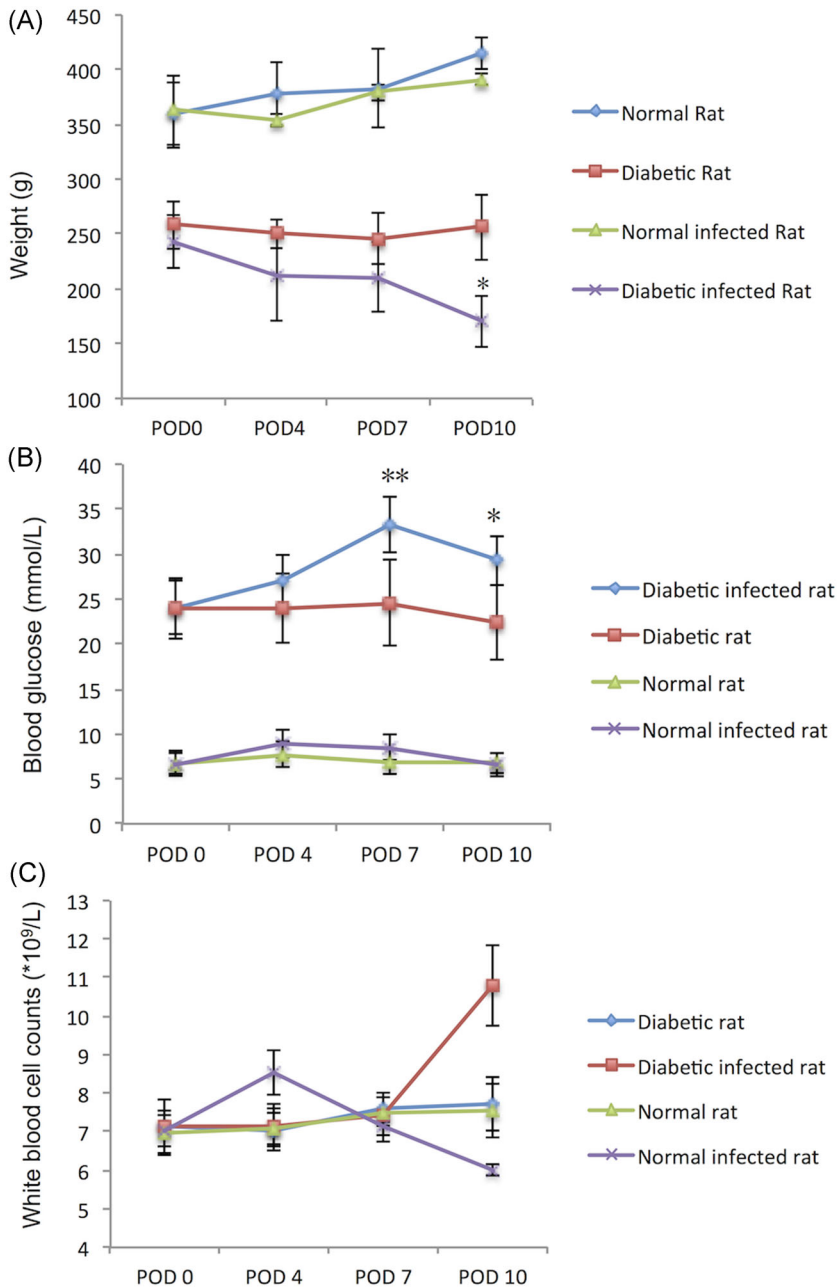 (A)
Weight (g)
450
400
350
300
250
200
150
100
POD0 POD4 POD7 POD10
*
Normal Rat
Diabetic Rat
Normal infected Rat
Diabetic infected Rat
(B)
Blood glucose (mmol/L)
40
35
30
25
20
15
10
5
0
POD 0 POD 4 POD 7 POD 10
** *
Diabetic infected rat
Diabetic rat
Normal rat
Normal infected rat
(C)
White blood cell counts (*10⁹/L)
13
12
11
10
9
8
7
6
5
4
POD 0 POD 4 POD 7 POD 10
Diabetic rat
Diabetic infected rat
Normal rat
Normal infected rat